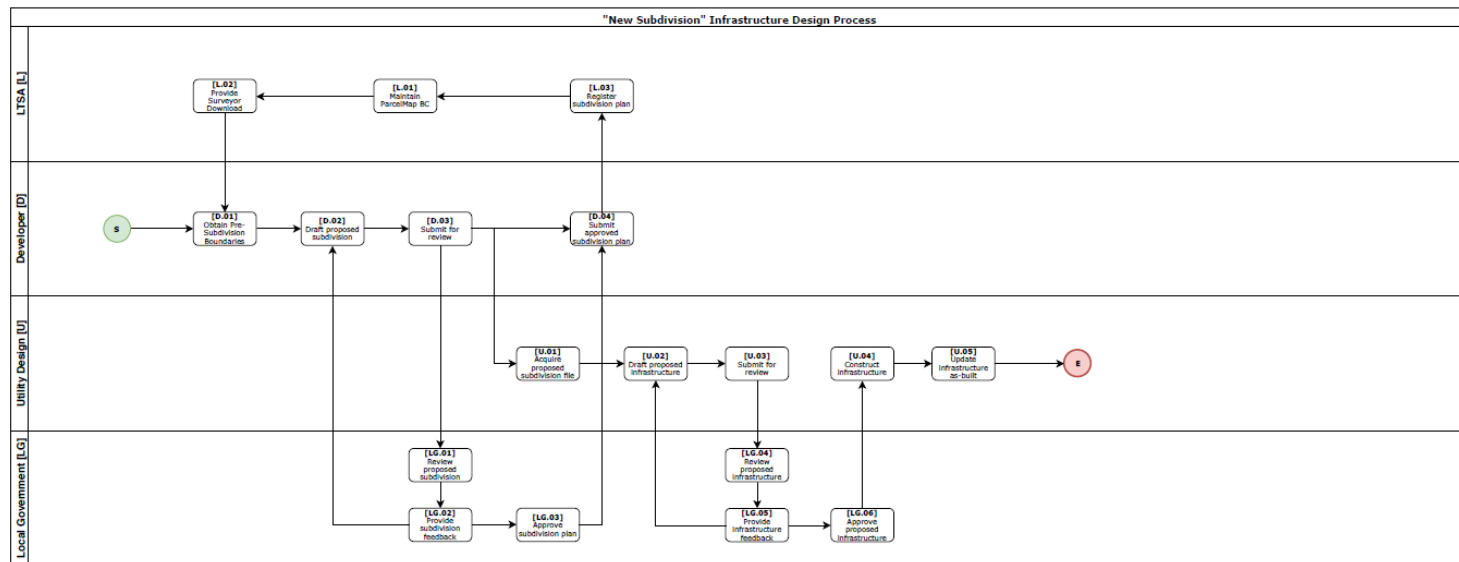 "New Subdivision" Infrastructure Design Process
LTSA [L]
[L.02]
Provide
Surveyor
Download
[L.01]
Maintain
ParcelMap BC
[L.03]
Register
subdivision plan
Developer [D]
S
[D.01]
Obtain Pre-
Subdivision
Boundaries
[D.02]
Draft proposed
subdivision
[D.03]
Submit for
review
[D.04]
Submit
approved
subdivision plan
Utility Design [U]
[U.01]
Acquire
proposed
subdivision file
[U.02]
Draft proposed
infrastructure
[U.03]
Submit for
review
[U.04]
Construct
infrastructure
[U.05]
Update
infrastructure
as-built
E
Local Government [LG]
[LG.01]
Review
proposed
subdivision
[LG.02]
Provide
subdivision
feedback
[LG.03]
Approve
subdivision plan
[LG.04]
Review
proposed
infrastructure
[LG.05]
Provide
infrastructure
feedback
[LG.06]
Approve
proposed
infrastructure